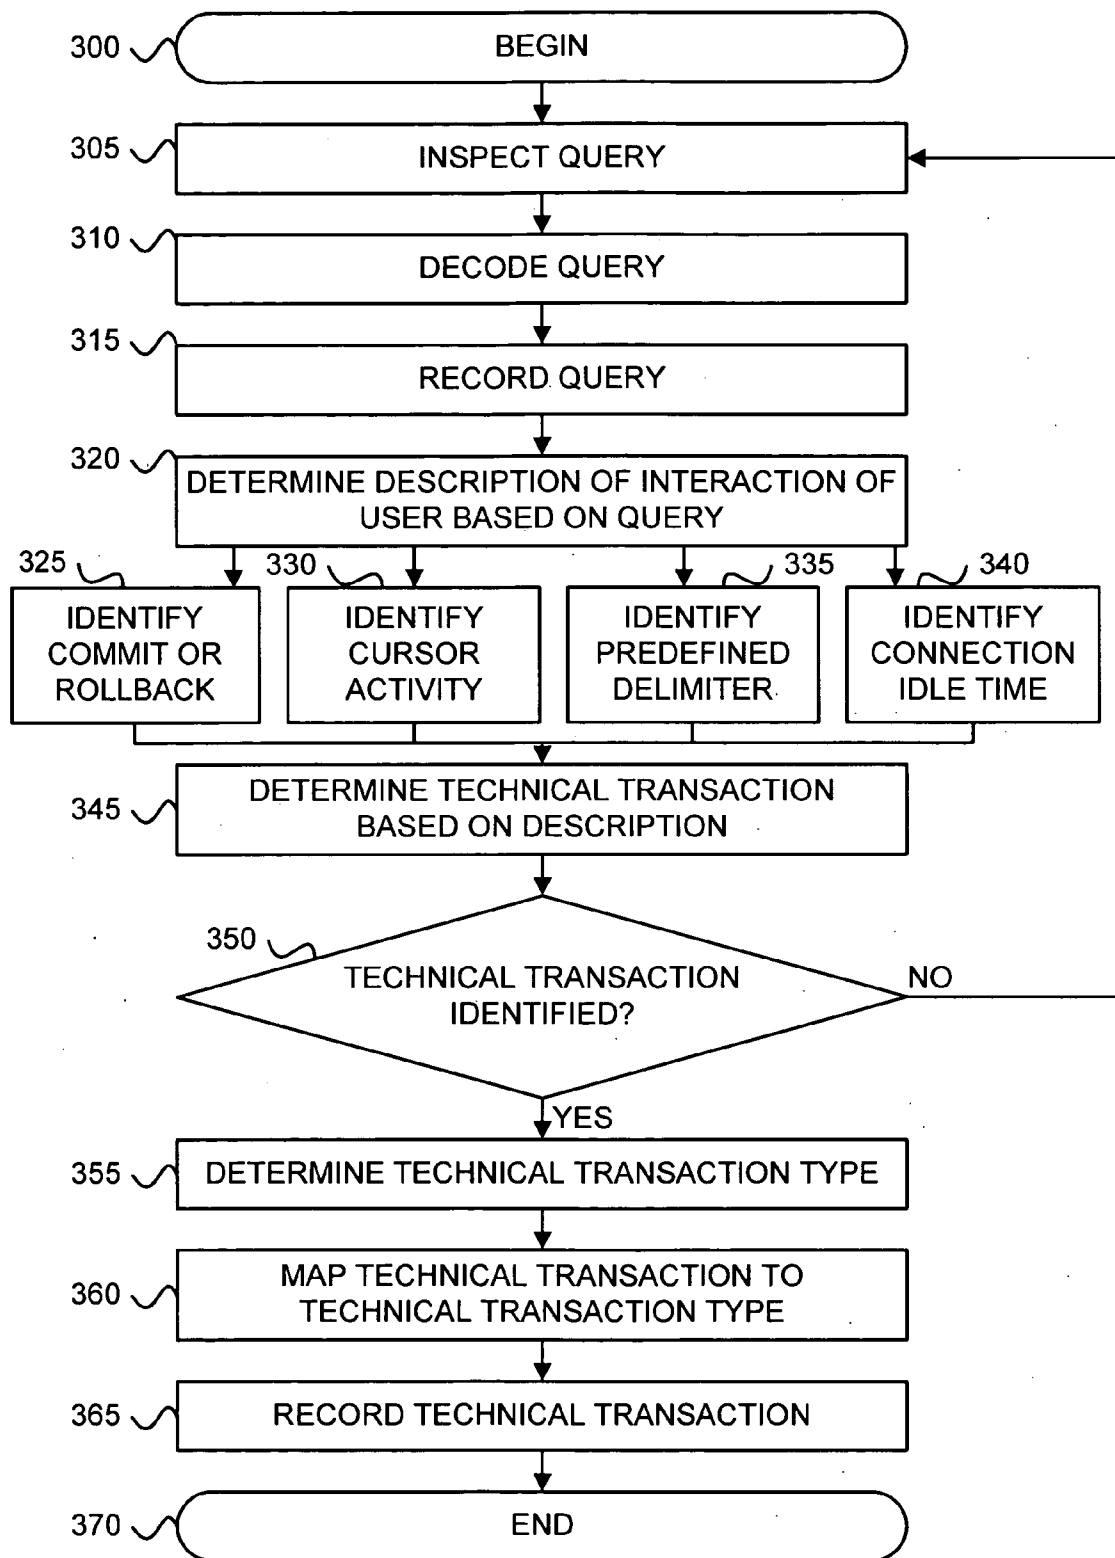 300
BEGIN
305
INSPECT QUERY
310
DECODE QUERY
315
RECORD QUERY
320
DETERMINE DESCRIPTION OF INTERACTION OF
USER BASED ON QUERY
325
IDENTIFY
COMMIT OR
ROLLBACK
330
IDENTIFY
CURSOR
ACTIVITY
335
IDENTIFY
PREDEFINED
DELIMITER
340
IDENTIFY
CONNECTION
IDLE TIME
345
DETERMINE TECHNICAL TRANSACTION
BASED ON DESCRIPTION
350
TECHNICAL TRANSACTION
IDENTIFIED?
NO
YES
355
DETERMINE TECHNICAL TRANSACTION TYPE
360
MAP TECHNICAL TRANSACTION TO
TECHNICAL TRANSACTION TYPE
365
RECORD TECHNICAL TRANSACTION
370
END